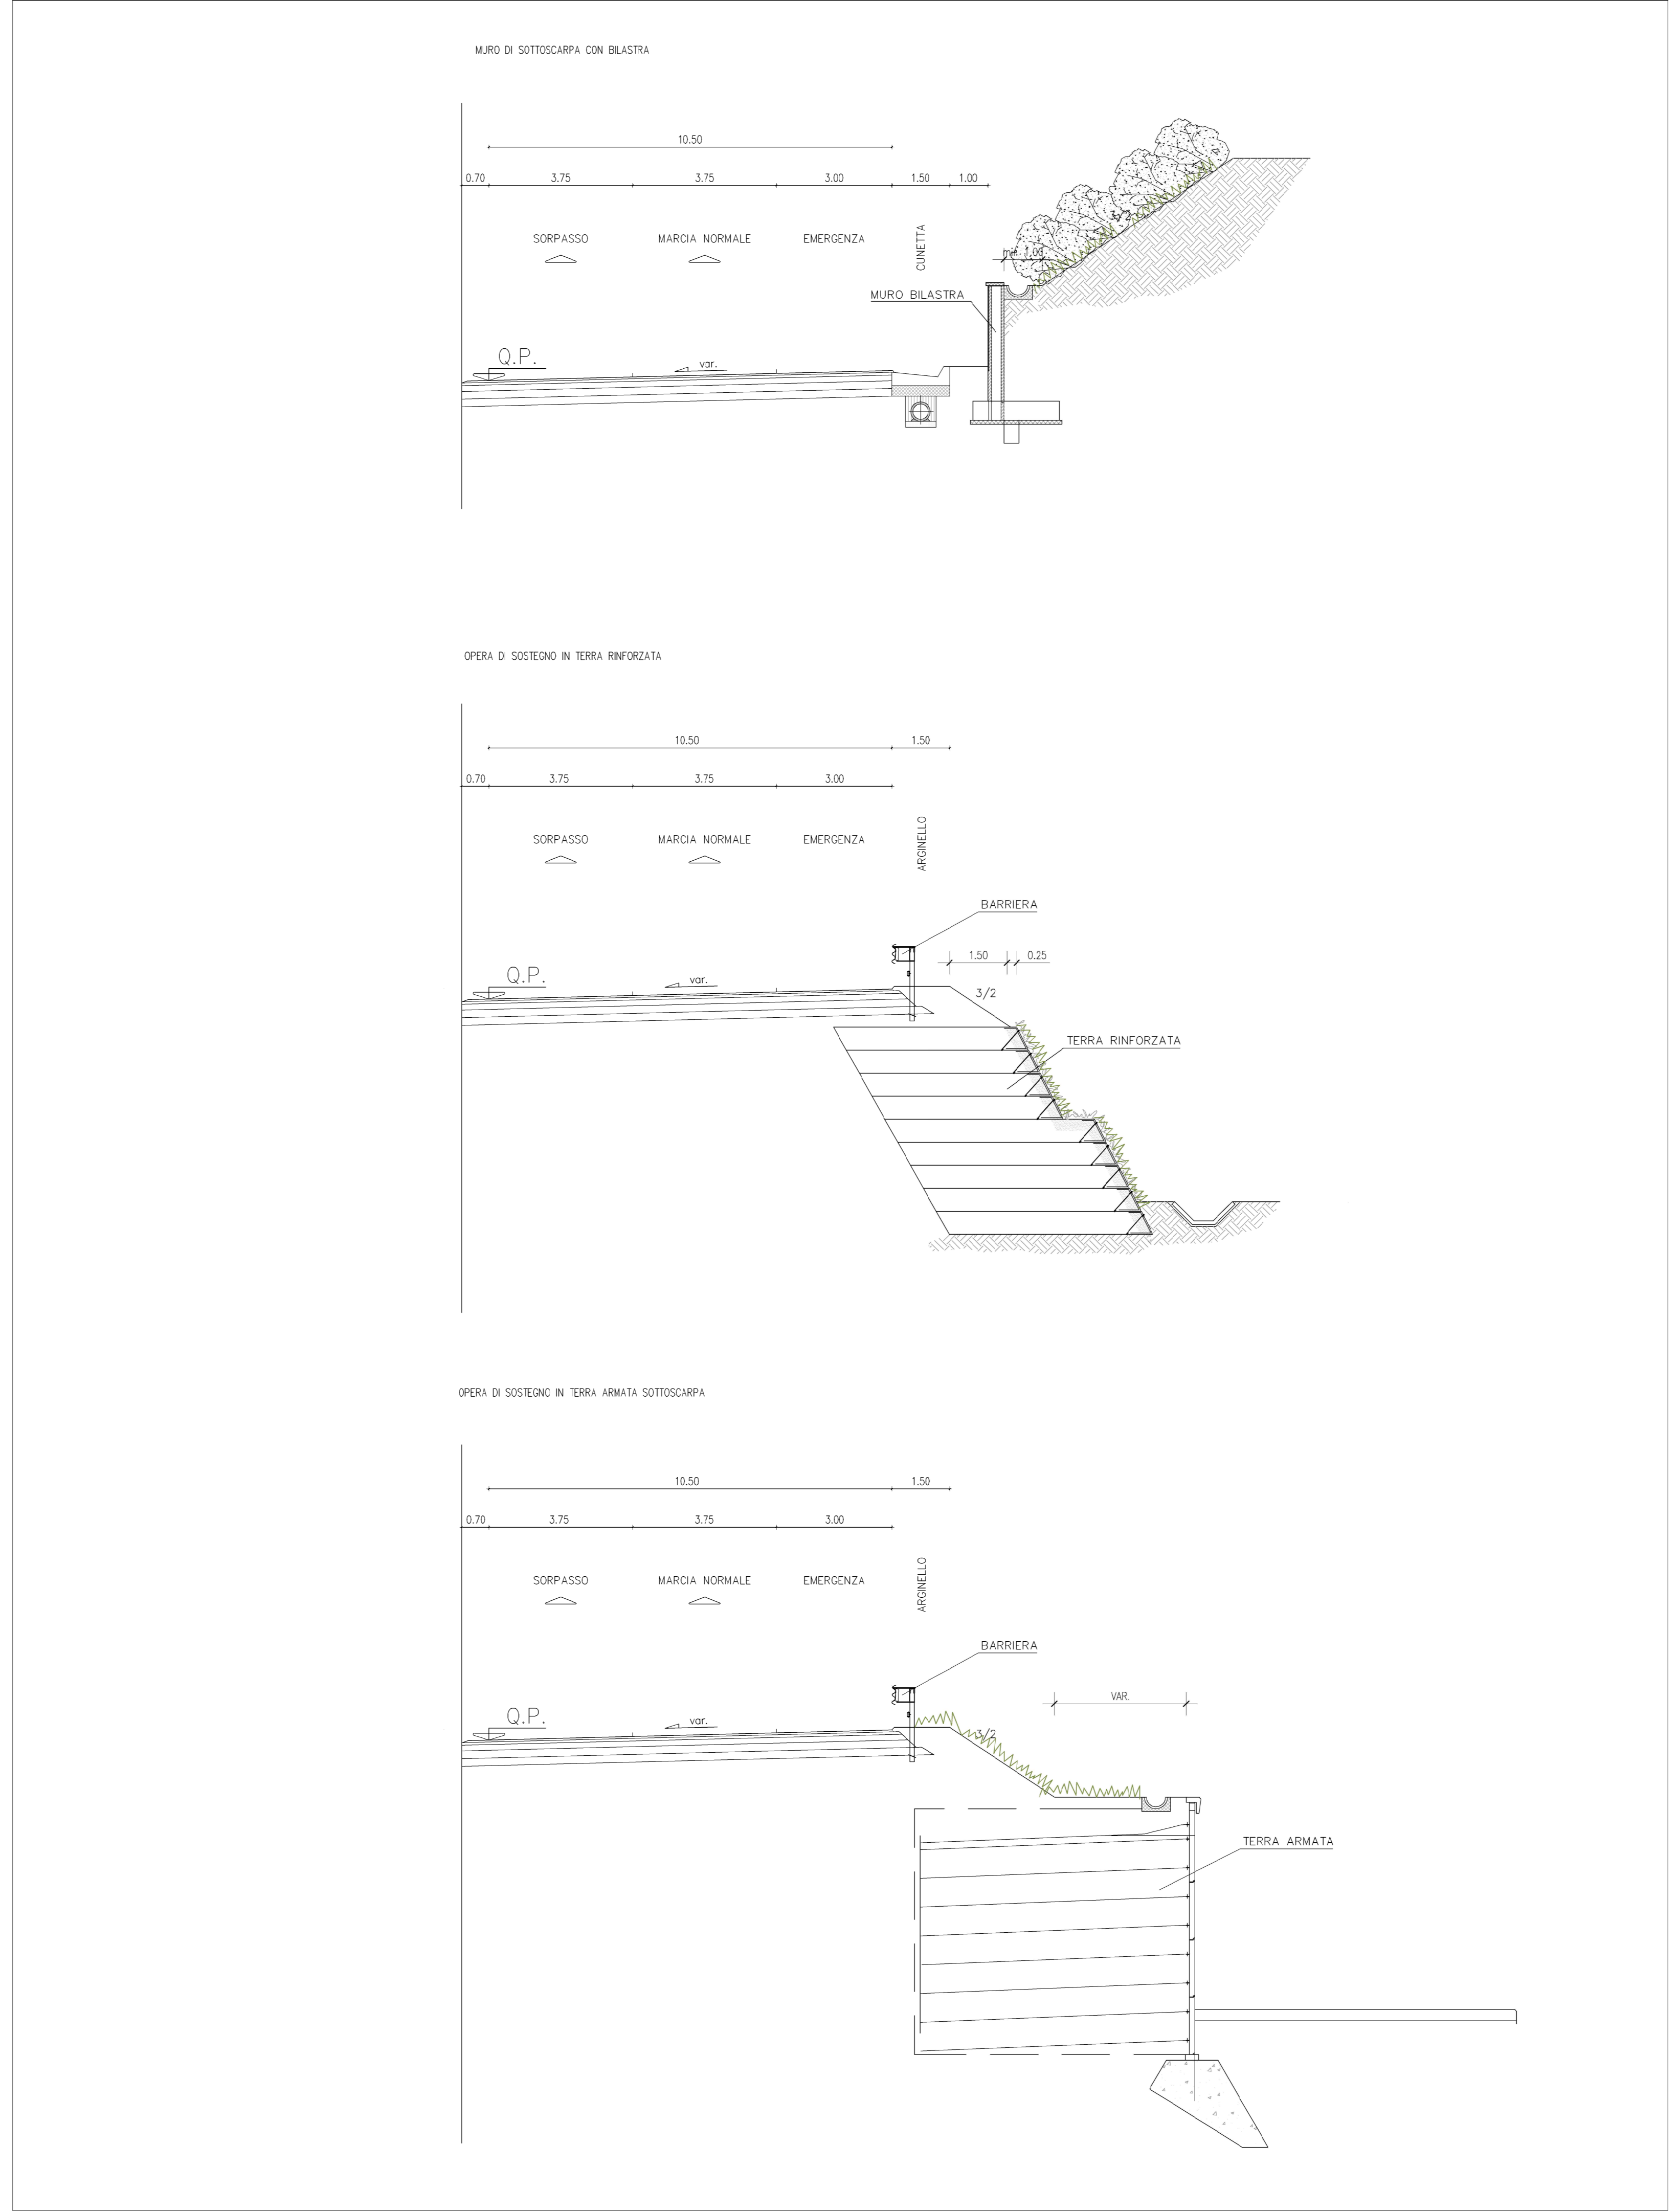 MURO DI SOTTOSCARPA CON BILASTRA
10.50
0.70 3.75 3.75 3.00 1.50 1.00
SORPASSO MARCIA NORMALE EMERGENZA CUNETTA
3/2
min. 1.00
MURO BILASTRA
Q.P.
var.
OPERA DI SOSTEGNO IN TERRA RINFORZATA
10.50 1.50
0.70 3.75 3.75 3.00
SORPASSO MARCIA NORMALE EMERGENZA ARGINELLO
BARRIERA
1.50 0.25
Q.P.
var.
3/2
TERRA RINFORZATA
OPERA DI SOSTEGNO IN TERRA ARMATA SOTTOSCARPA
10.50 1.50
0.70 3.75 3.75 3.00
SORPASSO MARCIA NORMALE EMERGENZA ARGINELLO
BARRIERA
VAR.
Q.P.
var.
3/2
TERRA ARMATA